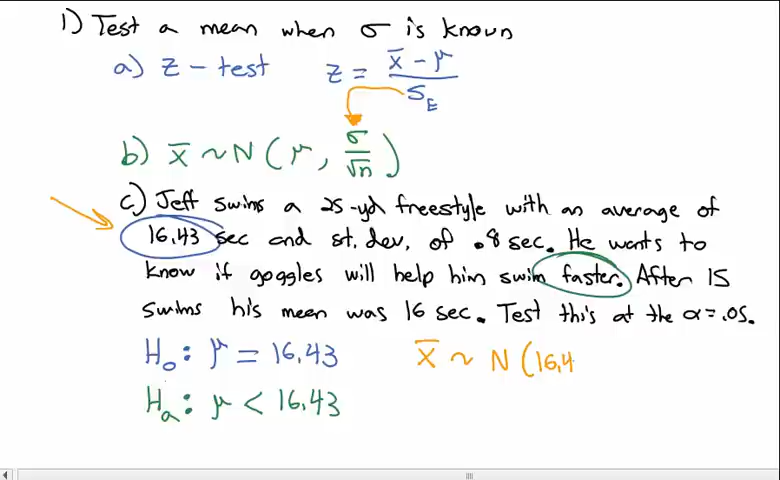 1) Test a mean when σ is known
a) z - test z = x̄ - μ / S_E
b) x̄ ~ N ( μ , σ/√n )
c) Jeff swims a 25-yd freestyle with an average of
16.43 sec and st. dev. of .8 sec. He wants to
know if goggles will help him swim faster. After 15
swims his mean was 16 sec. Test this at the α = .05.
H₀ : μ = 16.43 x̄ ~ N (16.4
Hₐ : μ < 16.43